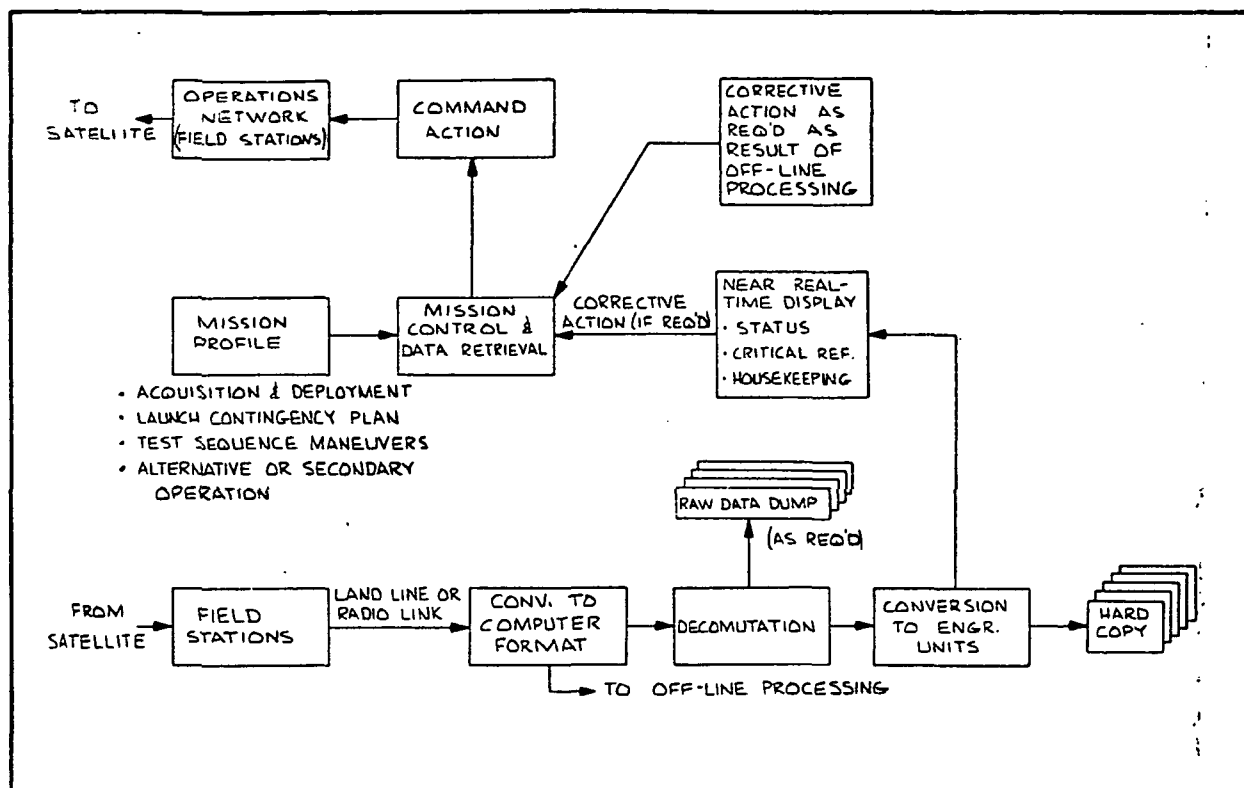 TO
SATELLITE
OPERATIONS
NETWORK
(FIELD STATIONS)
COMMAND
ACTION
CORRECTIVE
ACTION AS
REQ'D AS
RESULT OF
OFF-LINE
PROCESSING
MISSION
PROFILE
MISSION
CONTROL &
DATA RETRIEVAL
CORRECTIVE
ACTION (IF REQ'D)
NEAR REAL-
TIME DISPLAY
• STATUS
• CRITICAL REF.
• HOUSEKEEPING
• ACQUISITION & DEPLOYMENT
• LAUNCH CONTINGENCY PLAN
• TEST SEQUENCE MANEUVERS
• ALTERNATIVE OR SECONDARY
OPERATION
RAW DATA DUMP
(AS REQ'D)
FROM
SATELLITE
FIELD
STATIONS
LAND LINE OR
RADIO LINK
CONV. TO
COMPUTER
FORMAT
DECOMUTATION
CONVERSION
TO ENGR.
UNITS
HARD
COPY
TO OFF-LINE PROCESSING